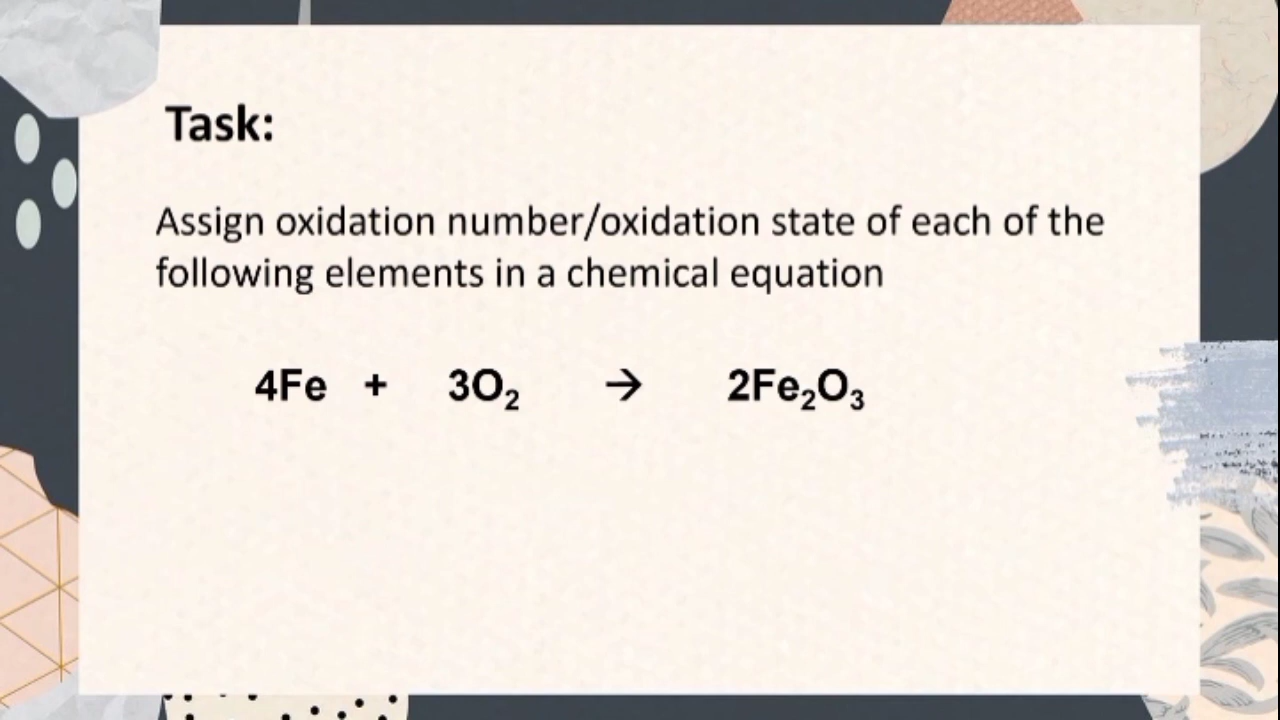 Task:
Assign oxidation number/oxidation state of each of the
following elements in a chemical equation
4Fe + 3O₂ → 2Fe₂O₃